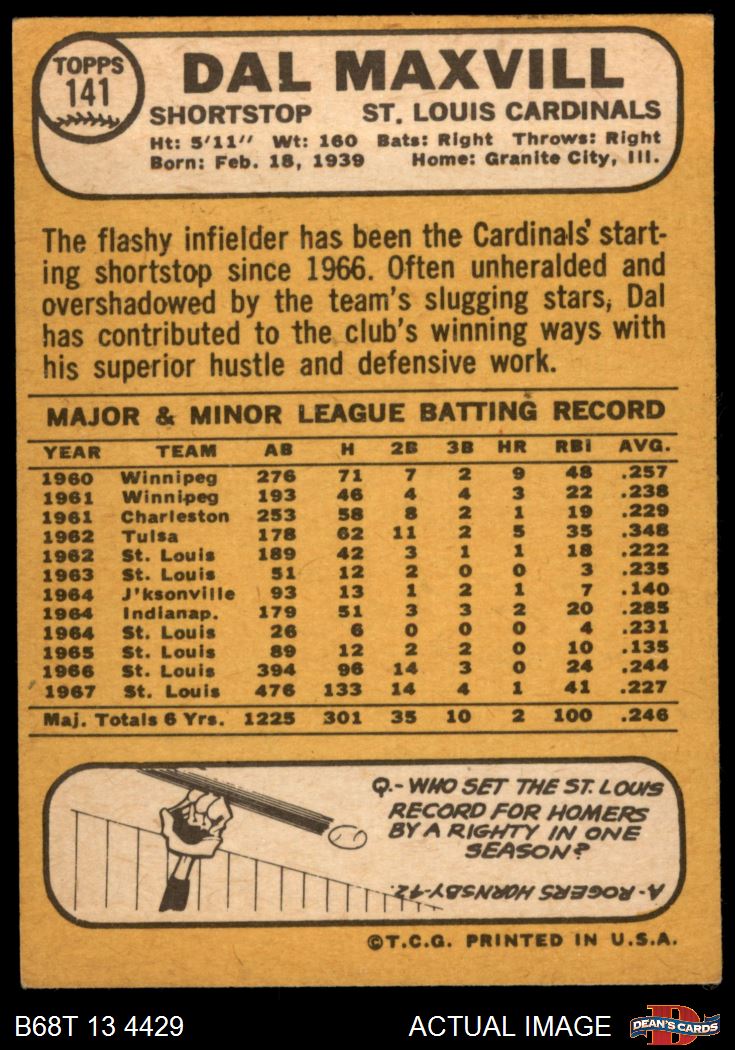 TOPPS
141
DAL MAXVILL
SHORTSTOP ST. LOUIS CARDINALS
Ht: 5'11" Wt: 160 Bats: Right Throws: Right
Born: Feb. 18, 1939 Home: Granite City, Ill.
The flashy infielder has been the Cardinals' start-
ing shortstop since 1966. Often unheralded and
overshadowed by the team's slugging stars, Dal
has contributed to the club's winning ways with
his superior hustle and defensive work.
MAJOR & MINOR LEAGUE BATTING RECORD
YEAR TEAM AB H 2B 3B HR RBI AVG.
1960 Winnipeg 276 71 7 2 9 48 .257
1961 Winnipeg 193 46 4 4 3 22 .238
1961 Charleston 253 58 8 2 1 19 .229
1962 Tulsa 178 62 11 2 5 35 .348
1962 St. Louis 189 42 3 1 1 18 .222
1963 St. Louis 51 12 2 0 0 3 .235
1964 J'ksonville 93 13 1 2 1 7 .140
1964 Indianap. 179 51 3 3 2 20 .285
1964 St. Louis 26 6 0 0 0 4 .231
1965 St. Louis 89 12 2 2 0 10 .135
1966 St. Louis 394 96 14 3 0 24 .244
1967 St. Louis 476 133 14 4 1 41 .227
Maj. Totals 6 Yrs. 1225 301 35 10 2 100 .246
Q.-WHO SET THE ST. LOUIS
RECORD FOR HOMERS
BY A RIGHTY IN ONE
SEASON?
A-ROGERS HORNSBY-42.
©T.C.G. PRINTED IN U.S.A.
B68T 13 4429 ACTUAL IMAGE DEAN'S CARDS